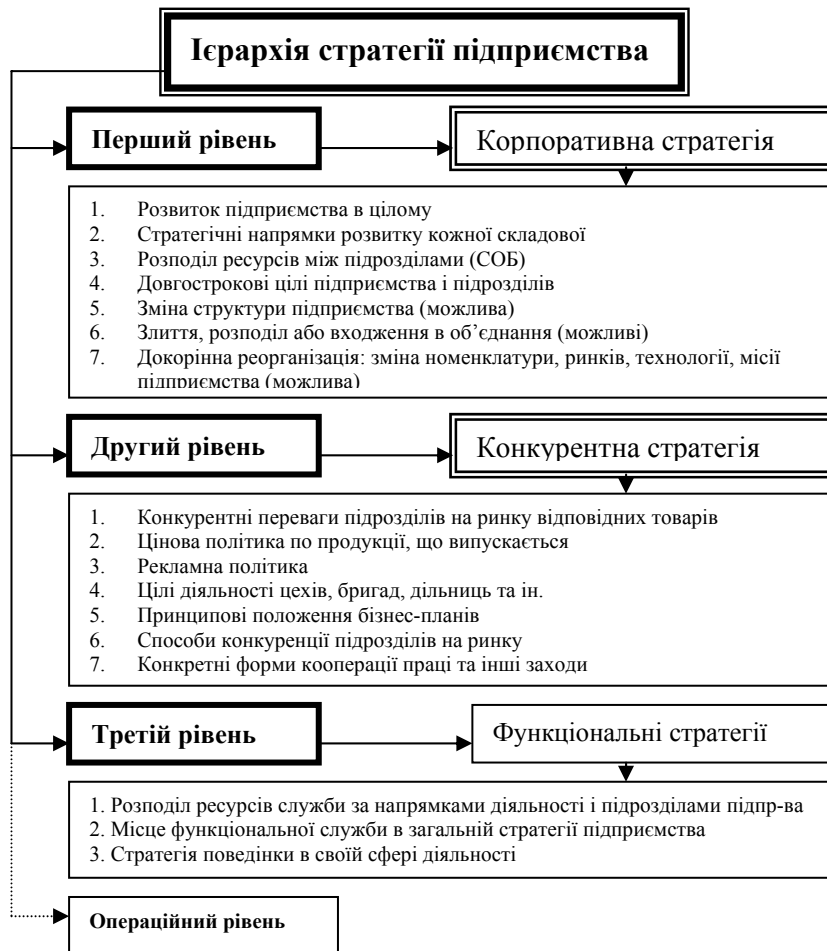 Ієрархія стратегії підприємства
Перший рівень
Корпоративна стратегія
1. Розвиток підприємства в цілому
2. Стратегічні напрямки розвитку кожної складової
3. Розподіл ресурсів між підрозділами (СОБ)
4. Довгострокові цілі підприємства і підрозділів
5. Зміна структури підприємства (можлива)
6. Злиття, розподіл або входження в об’єднання (можливі)
7. Докорінна реорганізація: зміна номенклатури, ринків, технології, місії
підприємства (можлива)
Другий рівень
Конкурентна стратегія
1. Конкурентні переваги підрозділів на ринку відповідних товарів
2. Цінова політика по продукції, що випускається
3. Рекламна політика
4. Цілі діяльності цехів, бригад, дільниць та ін.
5. Принципові положення бізнес-планів
6. Способи конкуренції підрозділів на ринку
7. Конкретні форми кооперації праці та інші заходи
Третій рівень
Функціональні стратегії
1. Розподіл ресурсів служби за напрямками діяльності і підрозділами підпр-ва
2. Місце функціональної служби в загальній стратегії підприємства
3. Стратегія поведінки в своїй сфері діяльності
Операційний рівень